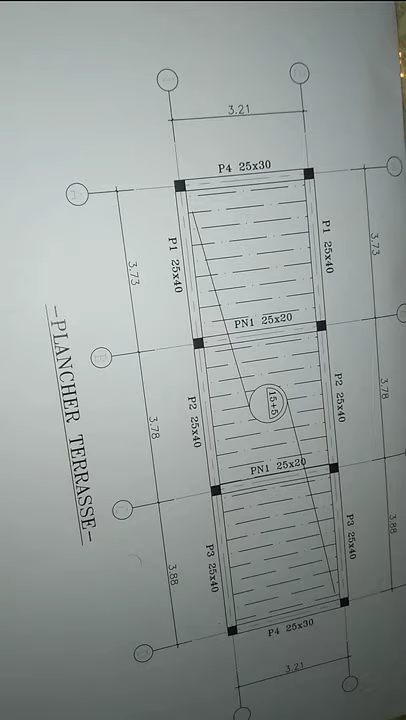 3.21
P4 25x30
P1 25x40
P1 25x40
3.73
3.73
PN1 25x20
B
P2 25x40
P2 25x40
15+5
3.78
3.78
PN1 25x20
P3 25x40
P3 25x40
3.88
3.88
P4 25x30
3.21
-PLANCHER TERRASSE-